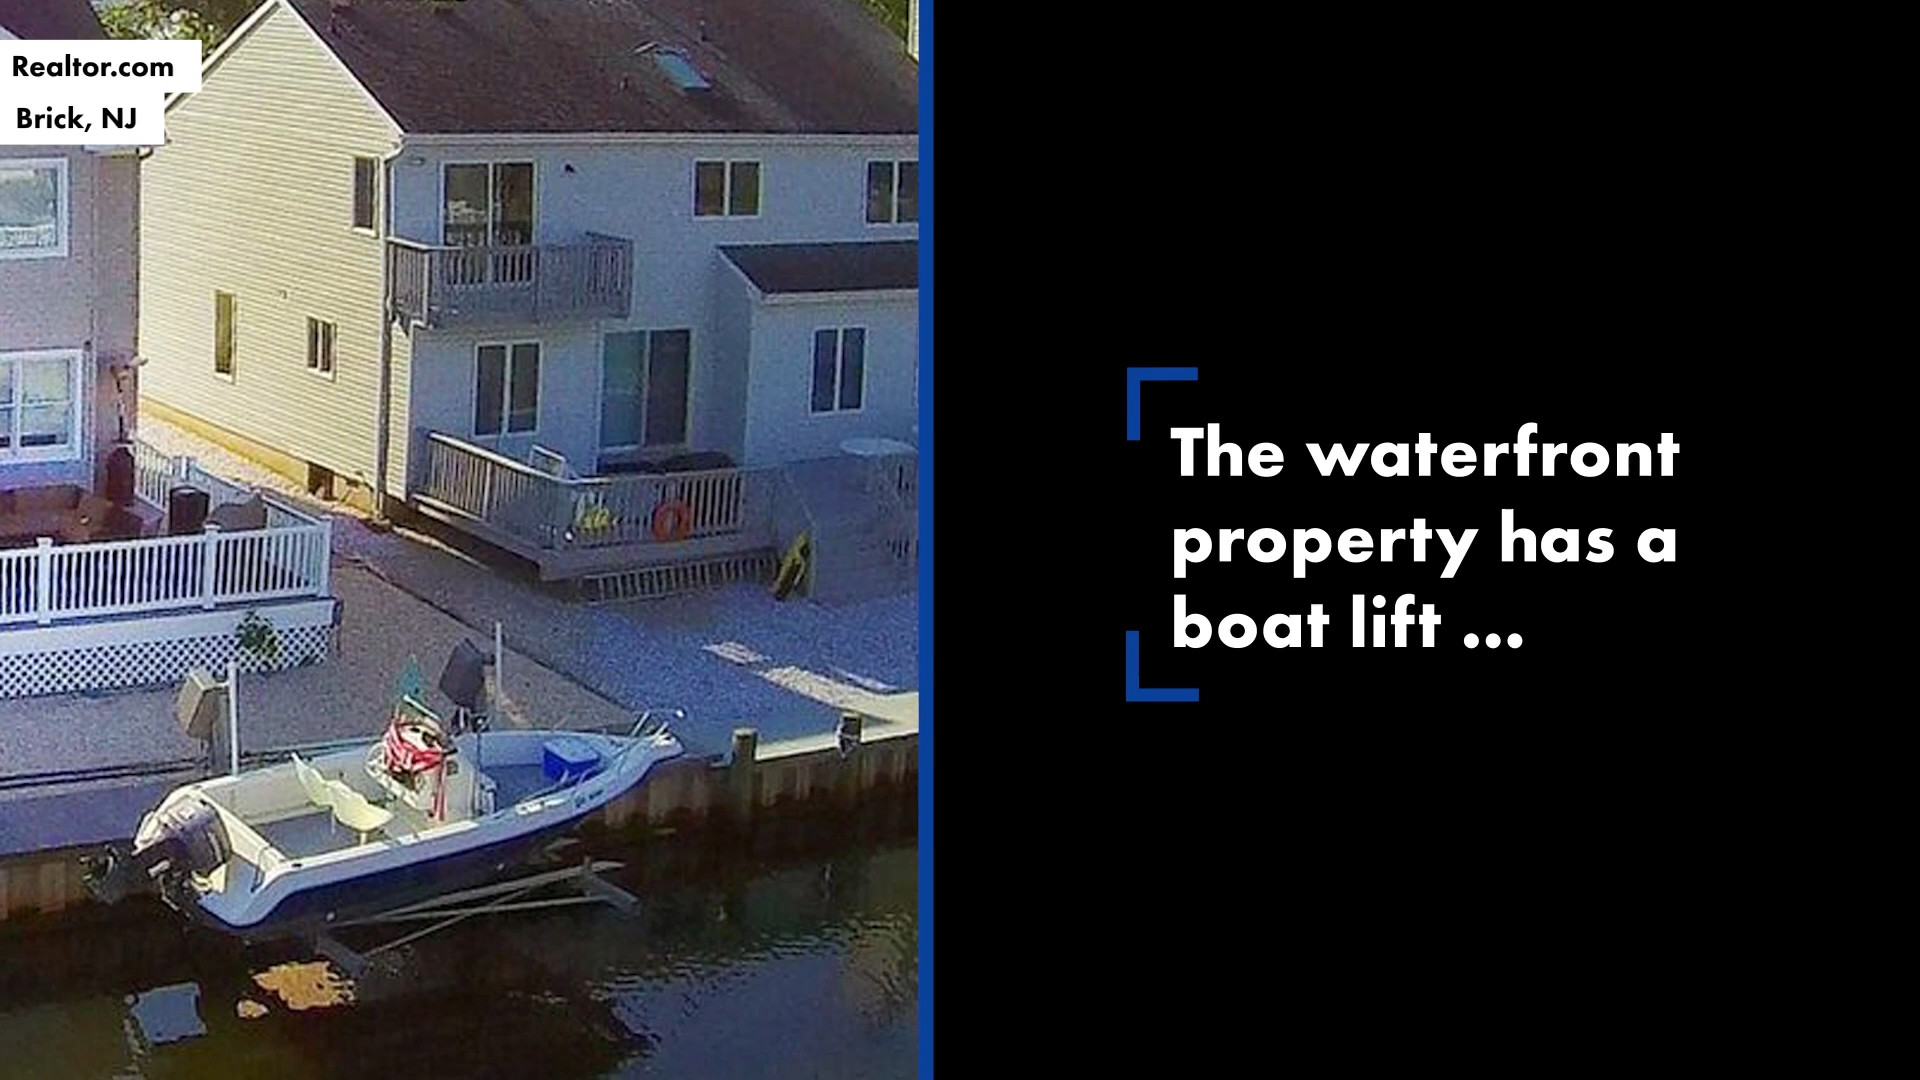 Realtor.com
Brick, NJ
The waterfront
property has a
boat lift ...